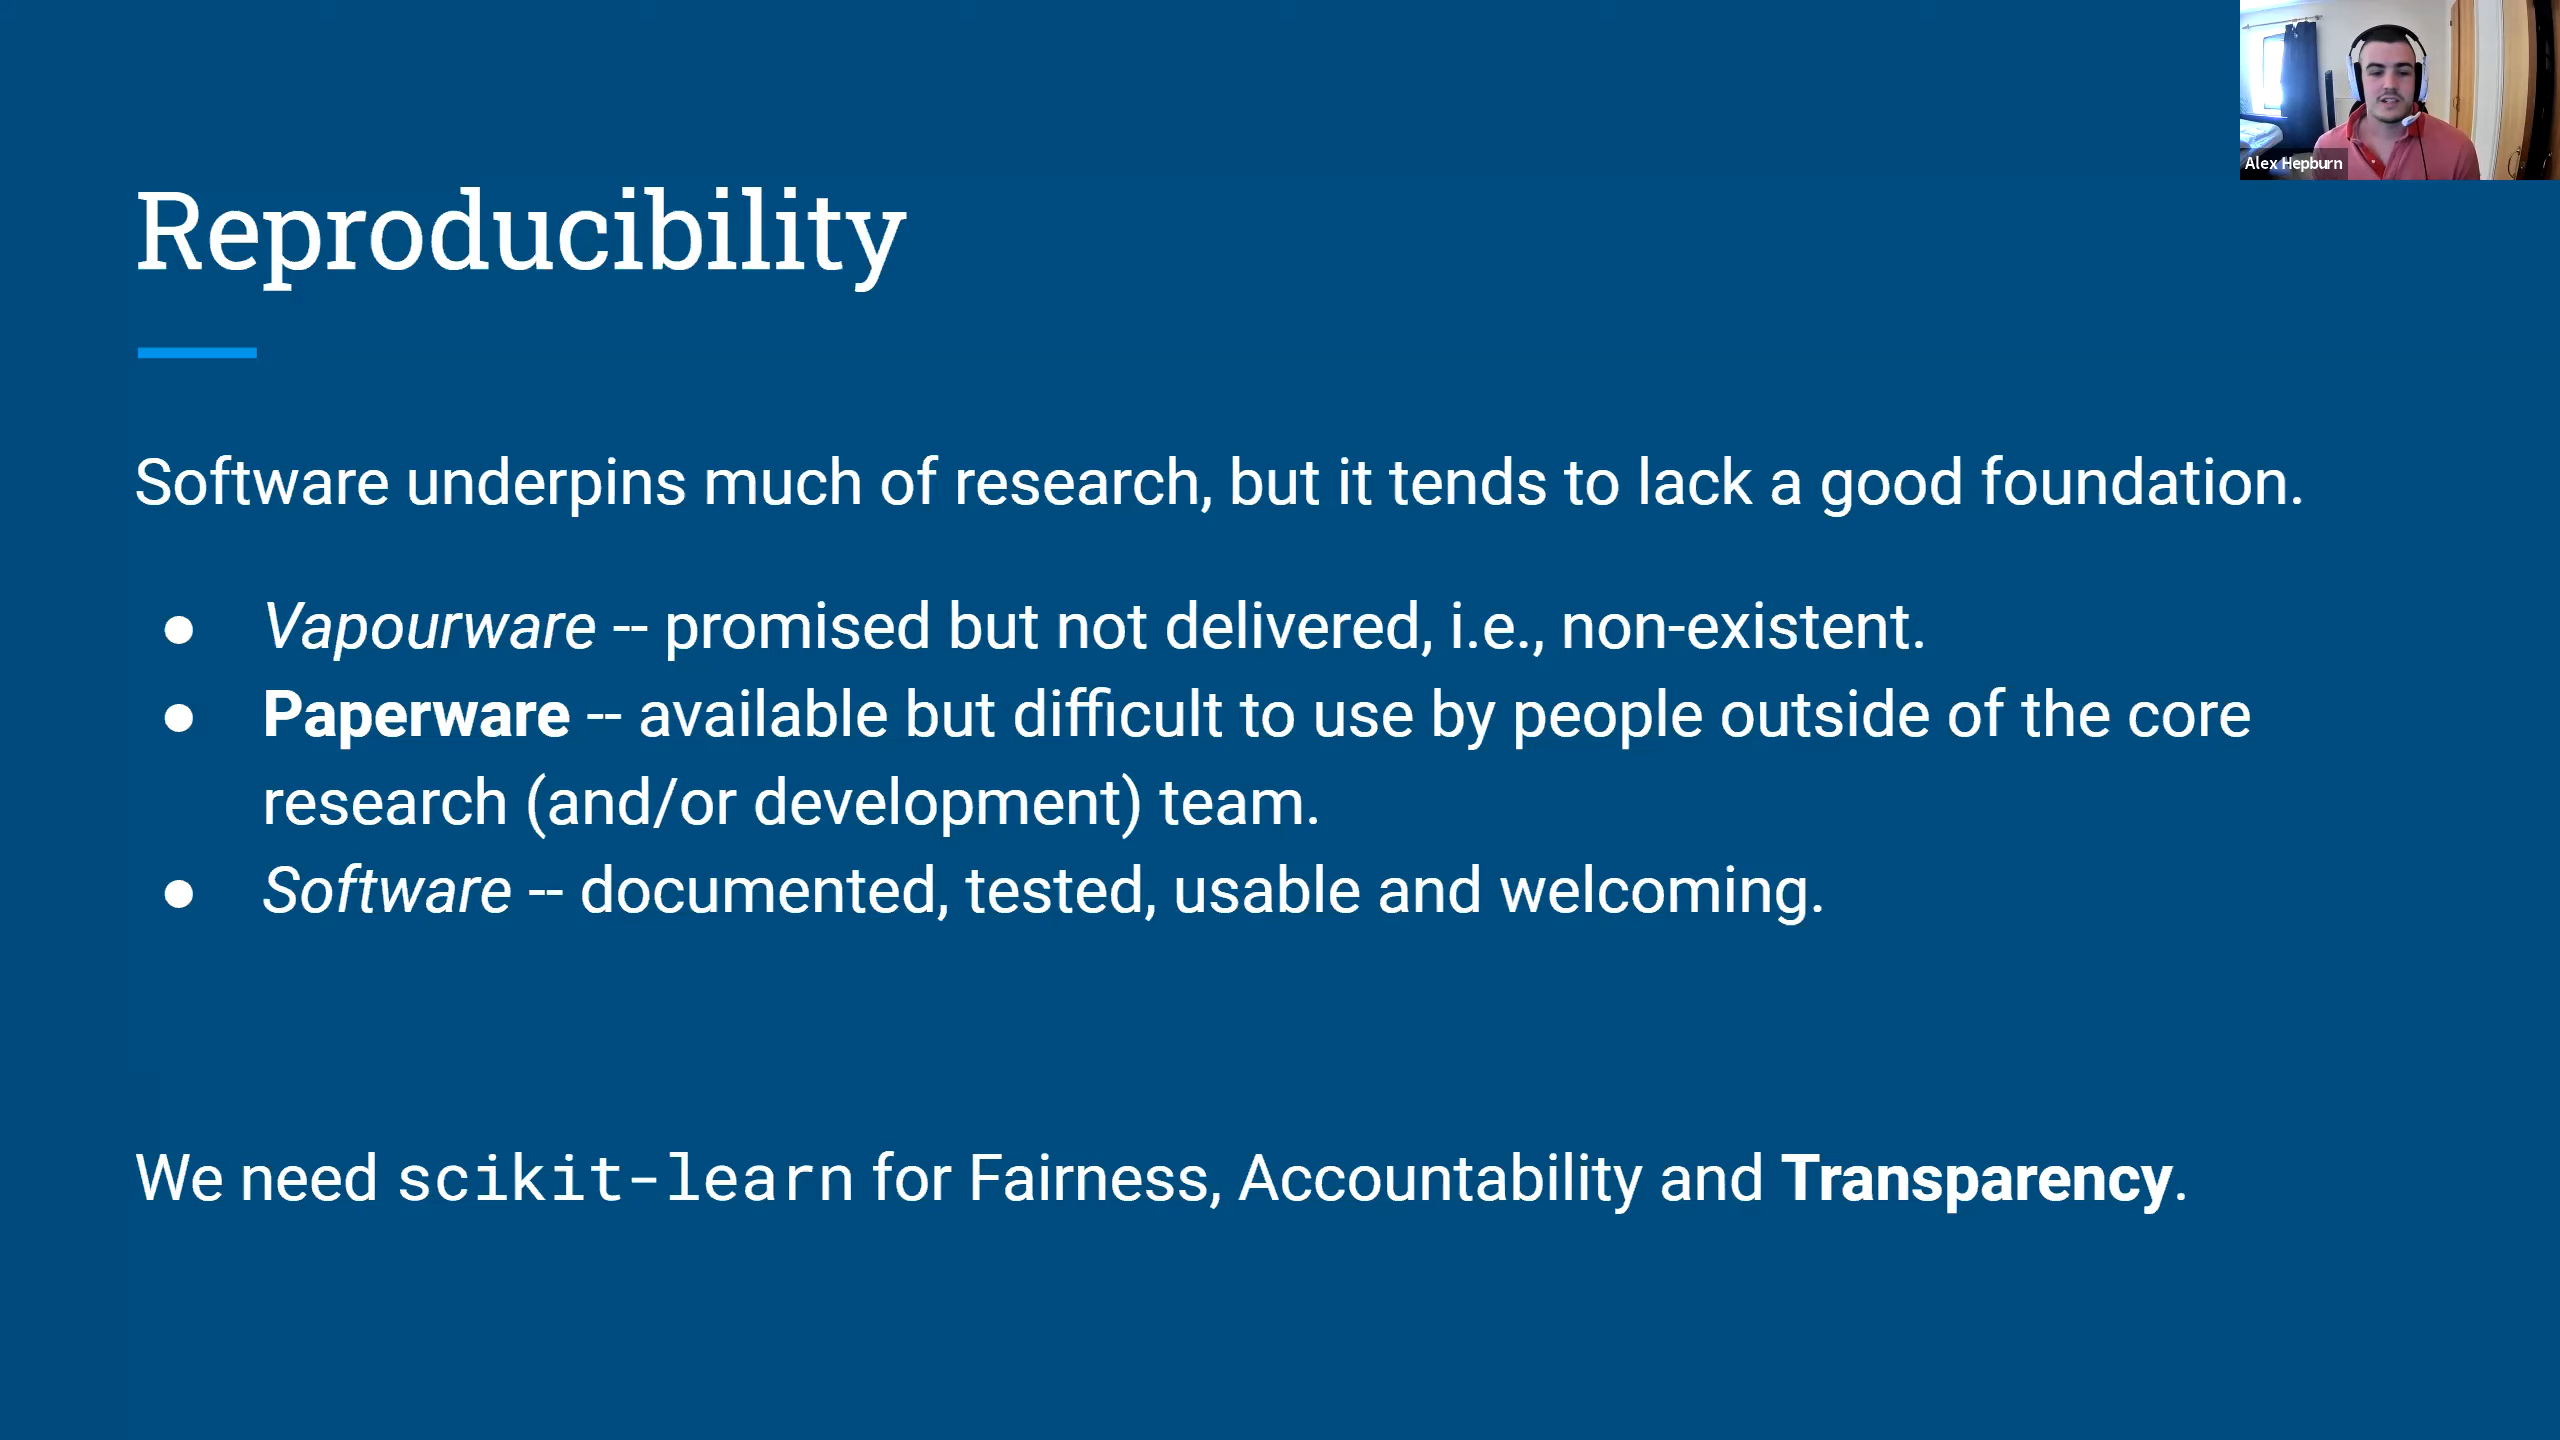 Alex Hepburn
Reproducibility
Software underpins much of research, but it tends to lack a good foundation.
● Vapourware -- promised but not delivered, i.e., non-existent.
● Paperware -- available but difficult to use by people outside of the core
research (and/or development) team.
● Software -- documented, tested, usable and welcoming.
We need scikit-learn for Fairness, Accountability and Transparency.